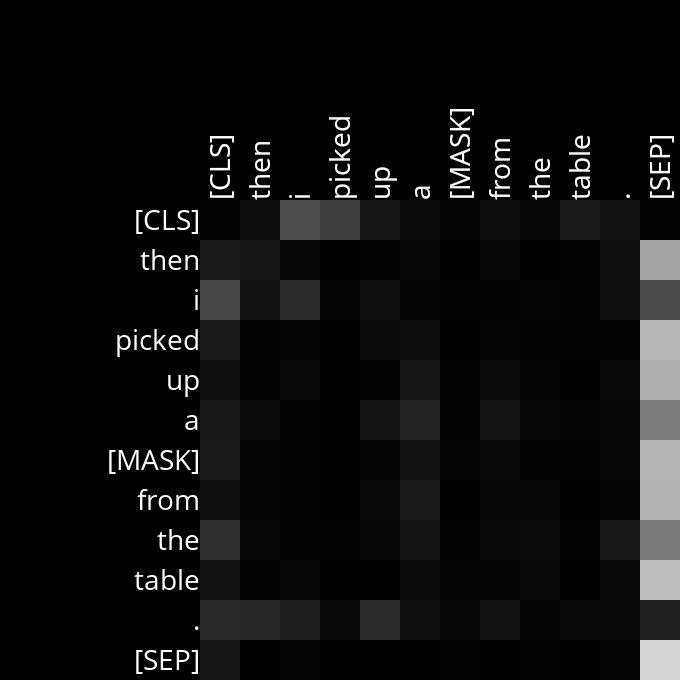 [CLS] then i picked up a [MASK] from the table . [SEP]
[CLS]
then
i
picked
up
a
[MASK]
from
the
table
.
[SEP]